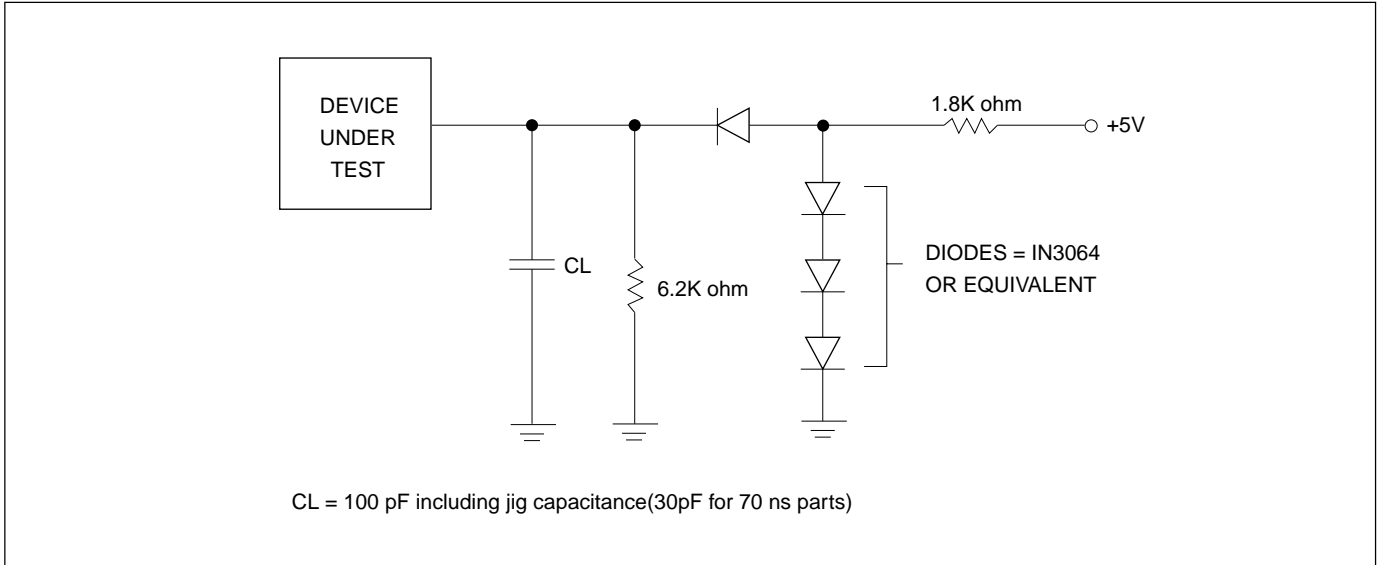 DEVICE
UNDER
TEST
1.8K ohm
+5V
CL
6.2K ohm
DIODES = IN3064
OR EQUIVALENT
CL = 100 pF including jig capacitance(30pF for 70 ns parts)